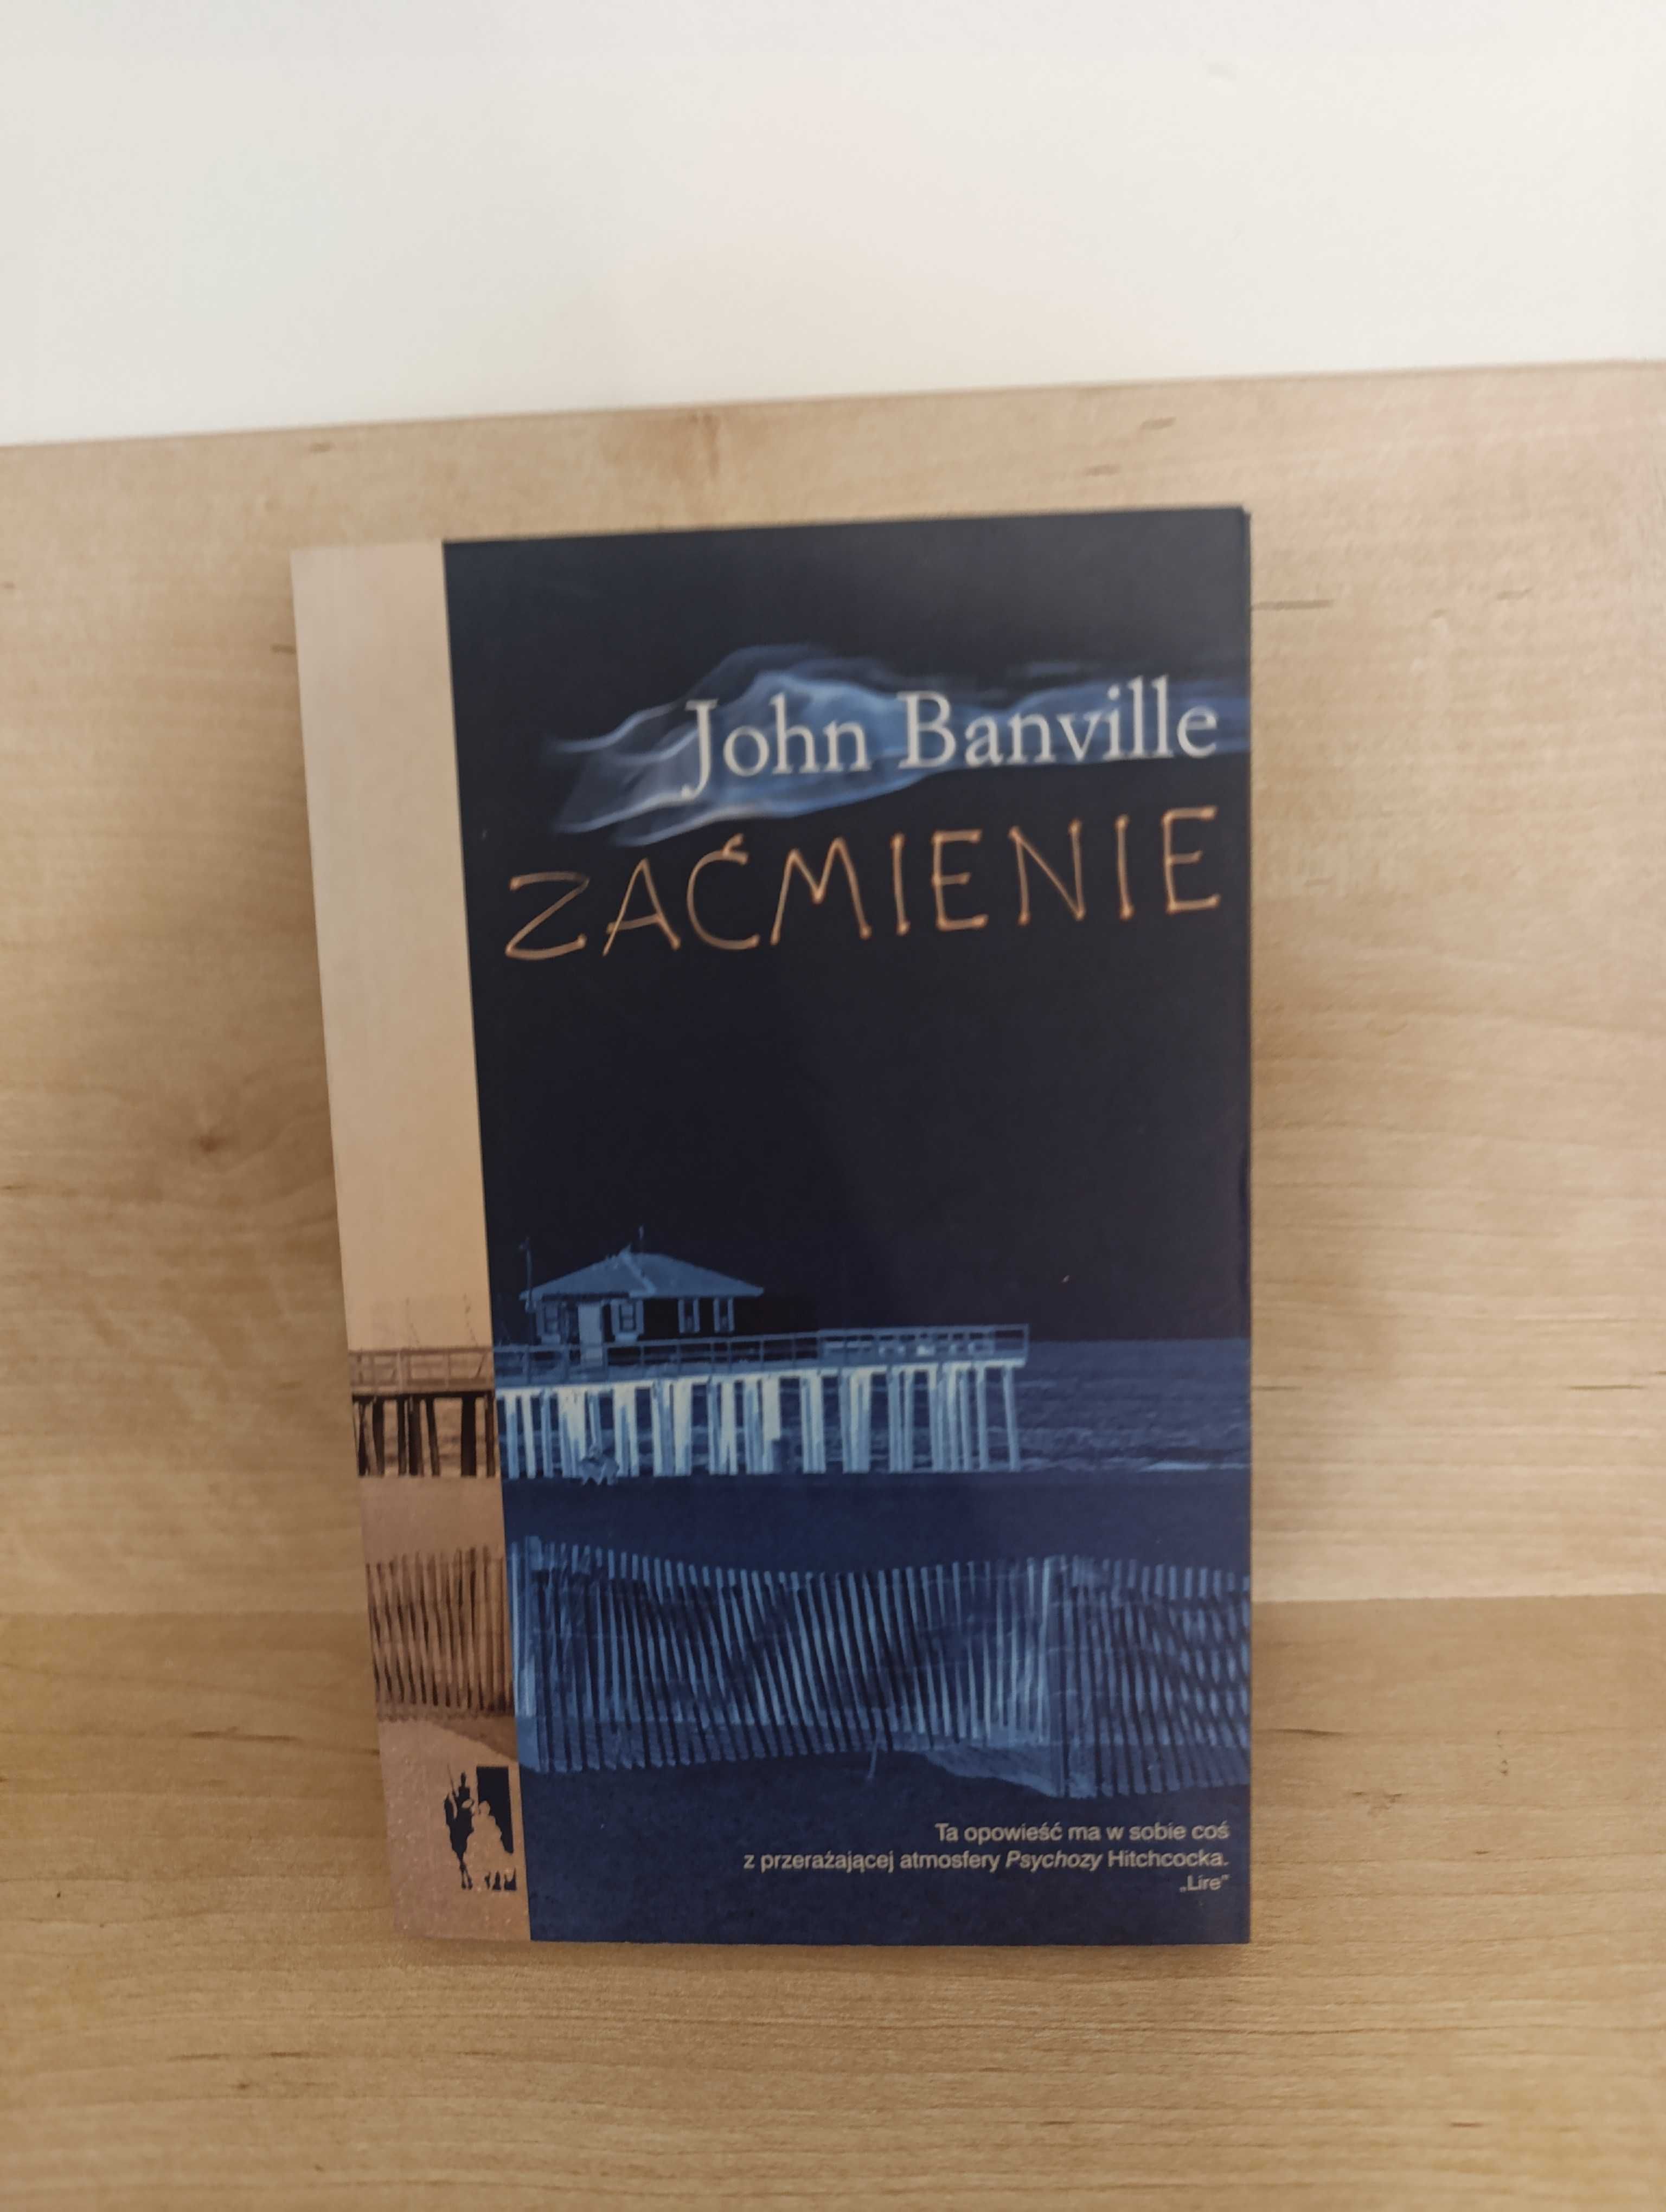 John Banville
ZAĆMIENIE
Ta opowieść ma w sobie coś
z przerażającej atmosfery Psychozy Hitchcocka.
„Lire”